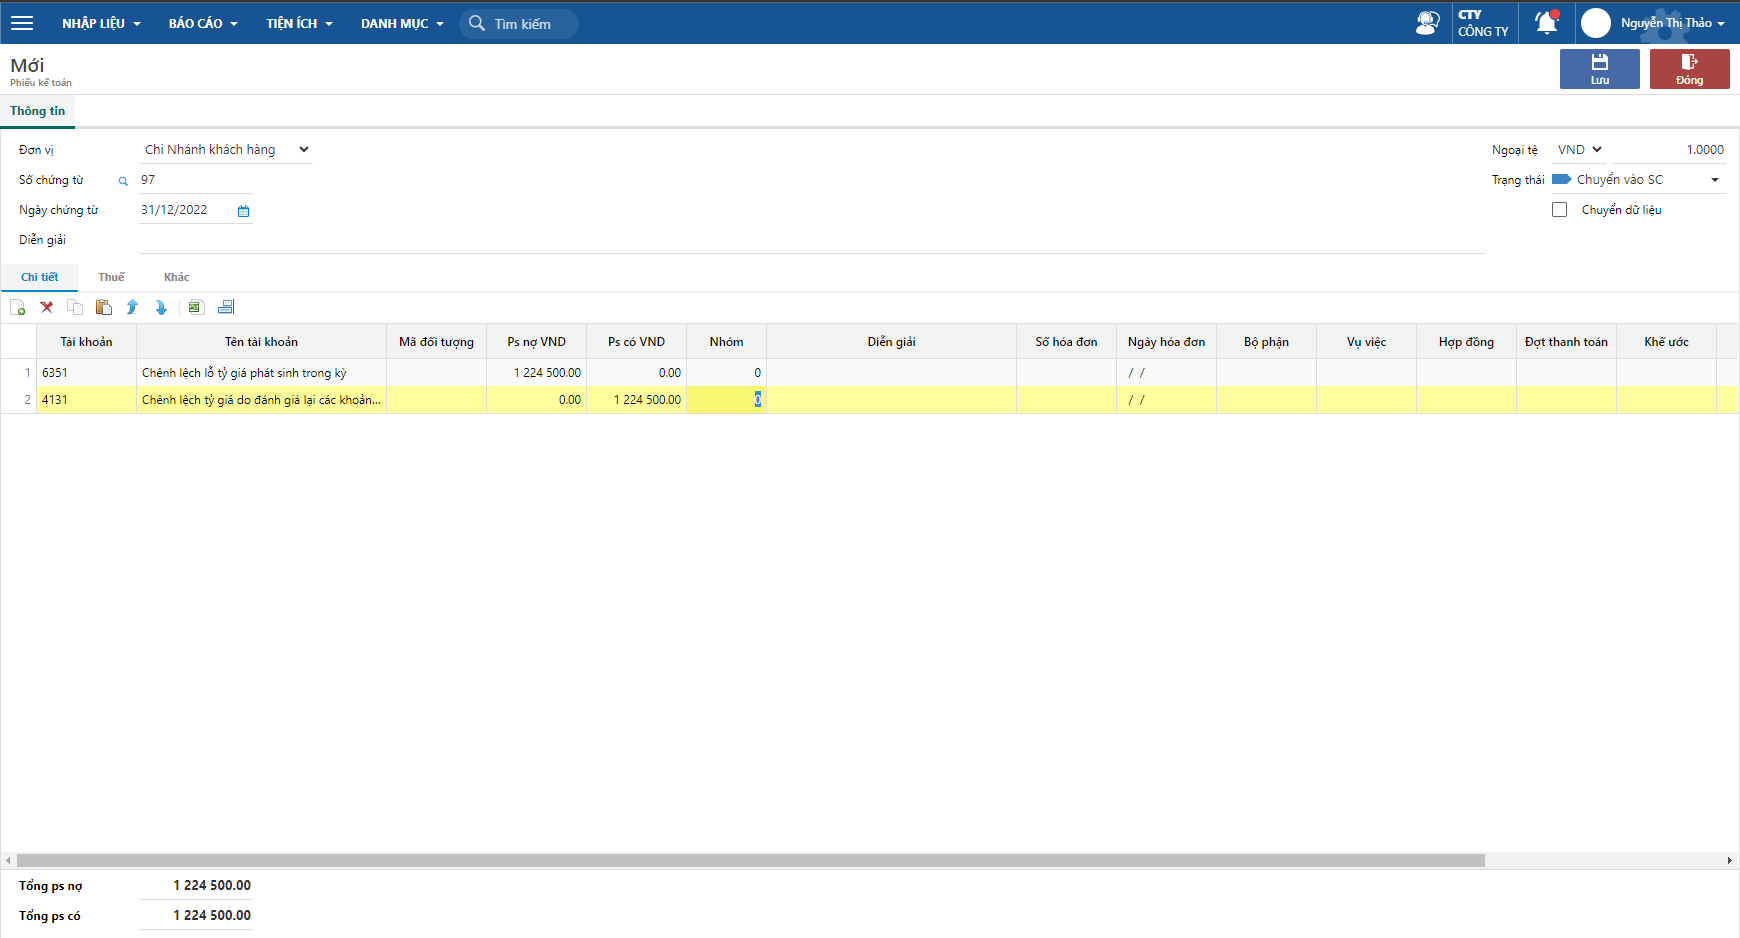 NHẬP LIỆU BÁO CÁO TIỆN ÍCH DANH MỤC Tìm kiếm CTY CÔNG TY Nguyễn Thị Thảo
Mới
Phiếu kế toán
Lưu Đóng
Thông tin
Đơn vị Chi Nhánh khách hàng Ngoại tệ VND 1.0000
Số chứng từ 97 Trạng thái Chuyển vào SC
Ngày chứng từ 31/12/2022 Chuyển dữ liệu
Diễn giải
Chi tiết Thuế Khác
Tài khoản Tên tài khoản Mã đối tượng Ps nợ VND Ps có VND Nhóm Diễn giải Số hóa đơn Ngày hóa đơn Bộ phận Vụ việc Hợp đồng Đợt thanh toán Khế ước
1 6351 Chênh lệch lỗ tỷ giá phát sinh trong kỳ 1 224 500.00 0.00 0 / /
2 4131 Chênh lệch tỷ giá do đánh giá lại các khoản... 0.00 1 224 500.00 0 / /
Tổng ps nợ 1 224 500.00
Tổng ps có 1 224 500.00